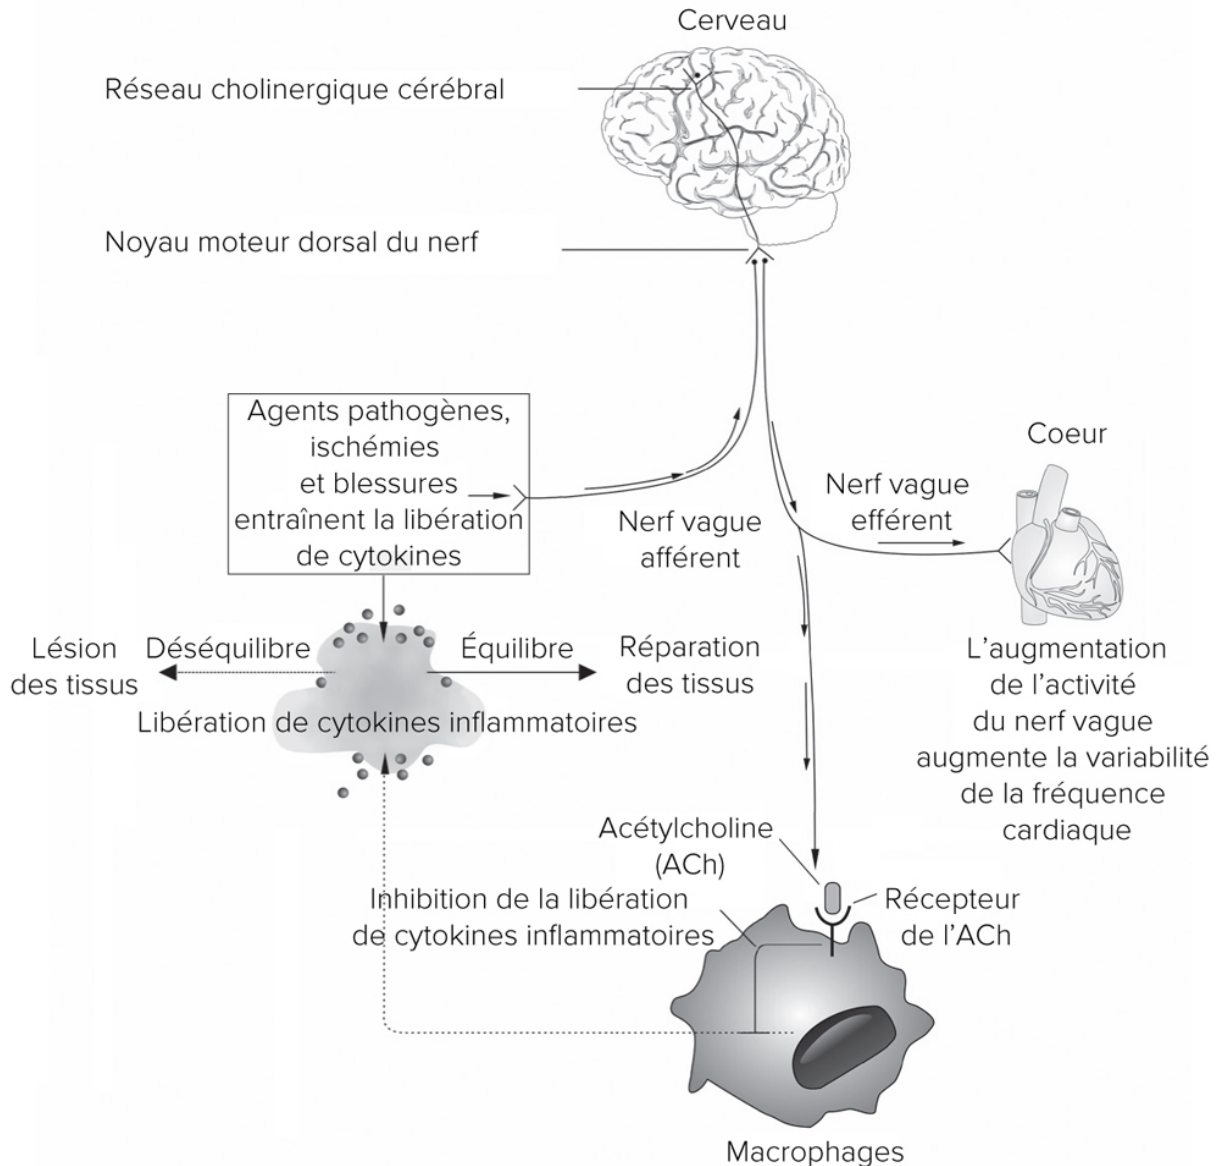 Cerveau
Réseau cholinergique cérébral
Noyau moteur dorsal du nerf
Agents pathogènes,
ischémies
et blessures
entraînent la libération
de cytokines
Nerf vague
afférent
Nerf vague
efférent
Coeur
Lésion
des tissus
Déséquilibre
Équilibre
Réparation
des tissus
Libération de cytokines inflammatoires
L'augmentation
de l'activité
du nerf vague
augmente la variabilité
de la fréquence
cardiaque
Acétylcholine
(ACh)
Inhibition de la libération
de cytokines inflammatoires
Récepteur
de l'ACh
Macrophages